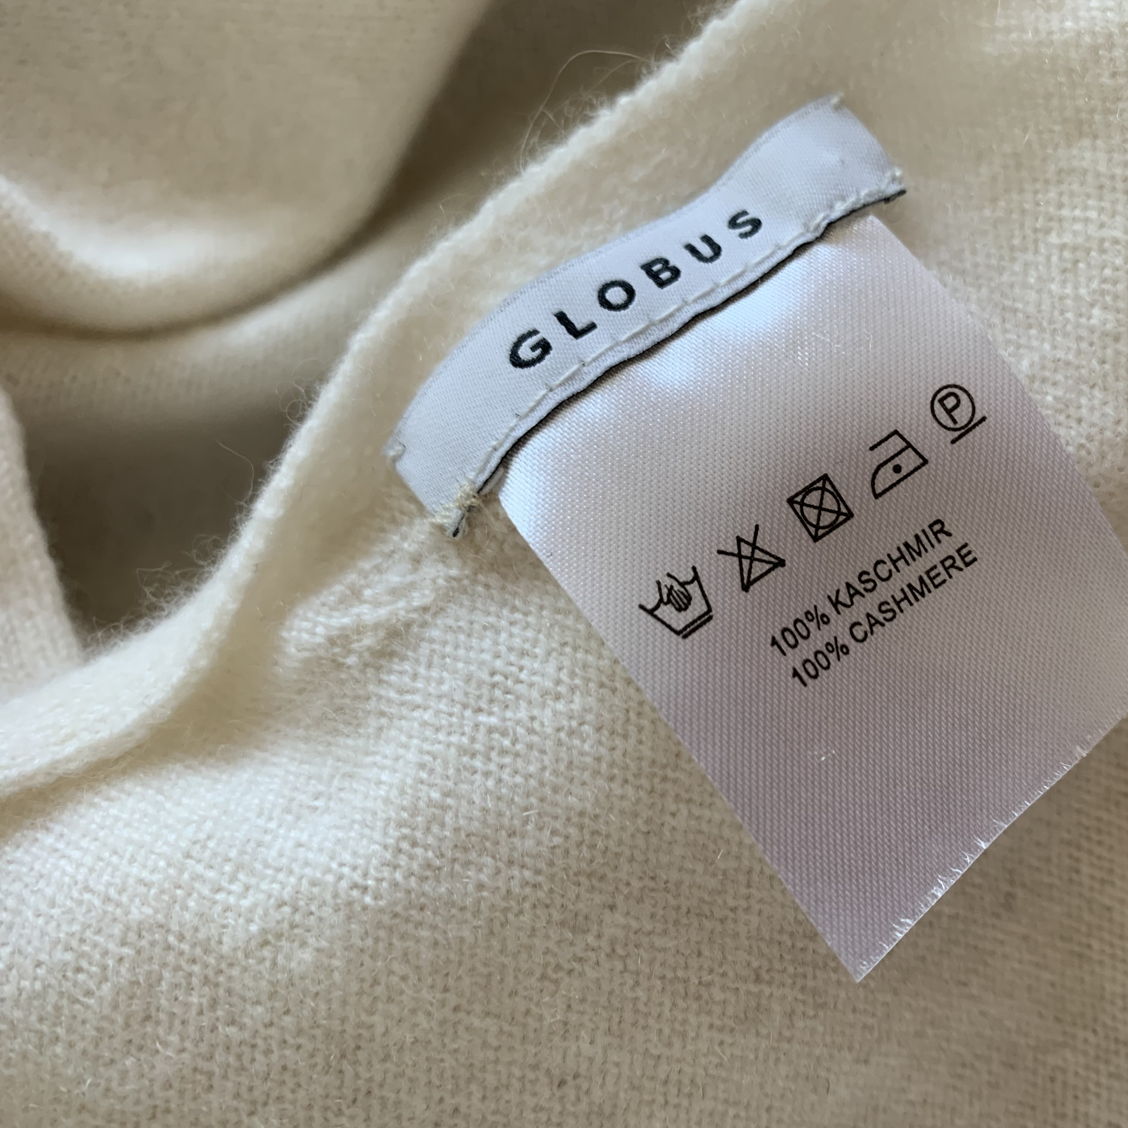 GLOBUS
P
100% KASCHMIR
100% CASHMERE